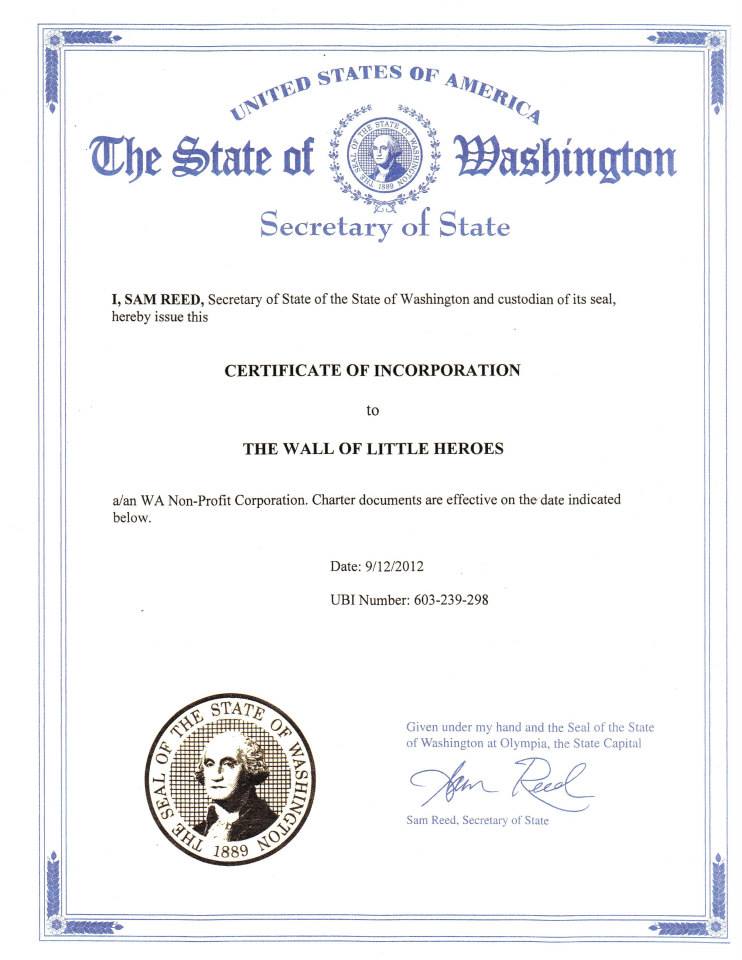 UNITED STATES OF AMERICA
The State of Washington
THE SEAL OF THE STATE OF WASHINGTON
1889
Secretary of State
I, SAM REED, Secretary of State of the State of Washington and custodian of its seal,
hereby issue this
CERTIFICATE OF INCORPORATION
to
THE WALL OF LITTLE HEROES
a/an WA Non-Profit Corporation. Charter documents are effective on the date indicated
below.
Date: 9/12/2012
UBI Number: 603-239-298
THE SEAL OF THE STATE OF WASHINGTON
1889
Given under my hand and the Seal of the State
of Washington at Olympia, the State Capital
Sam Reed
Sam Reed, Secretary of State